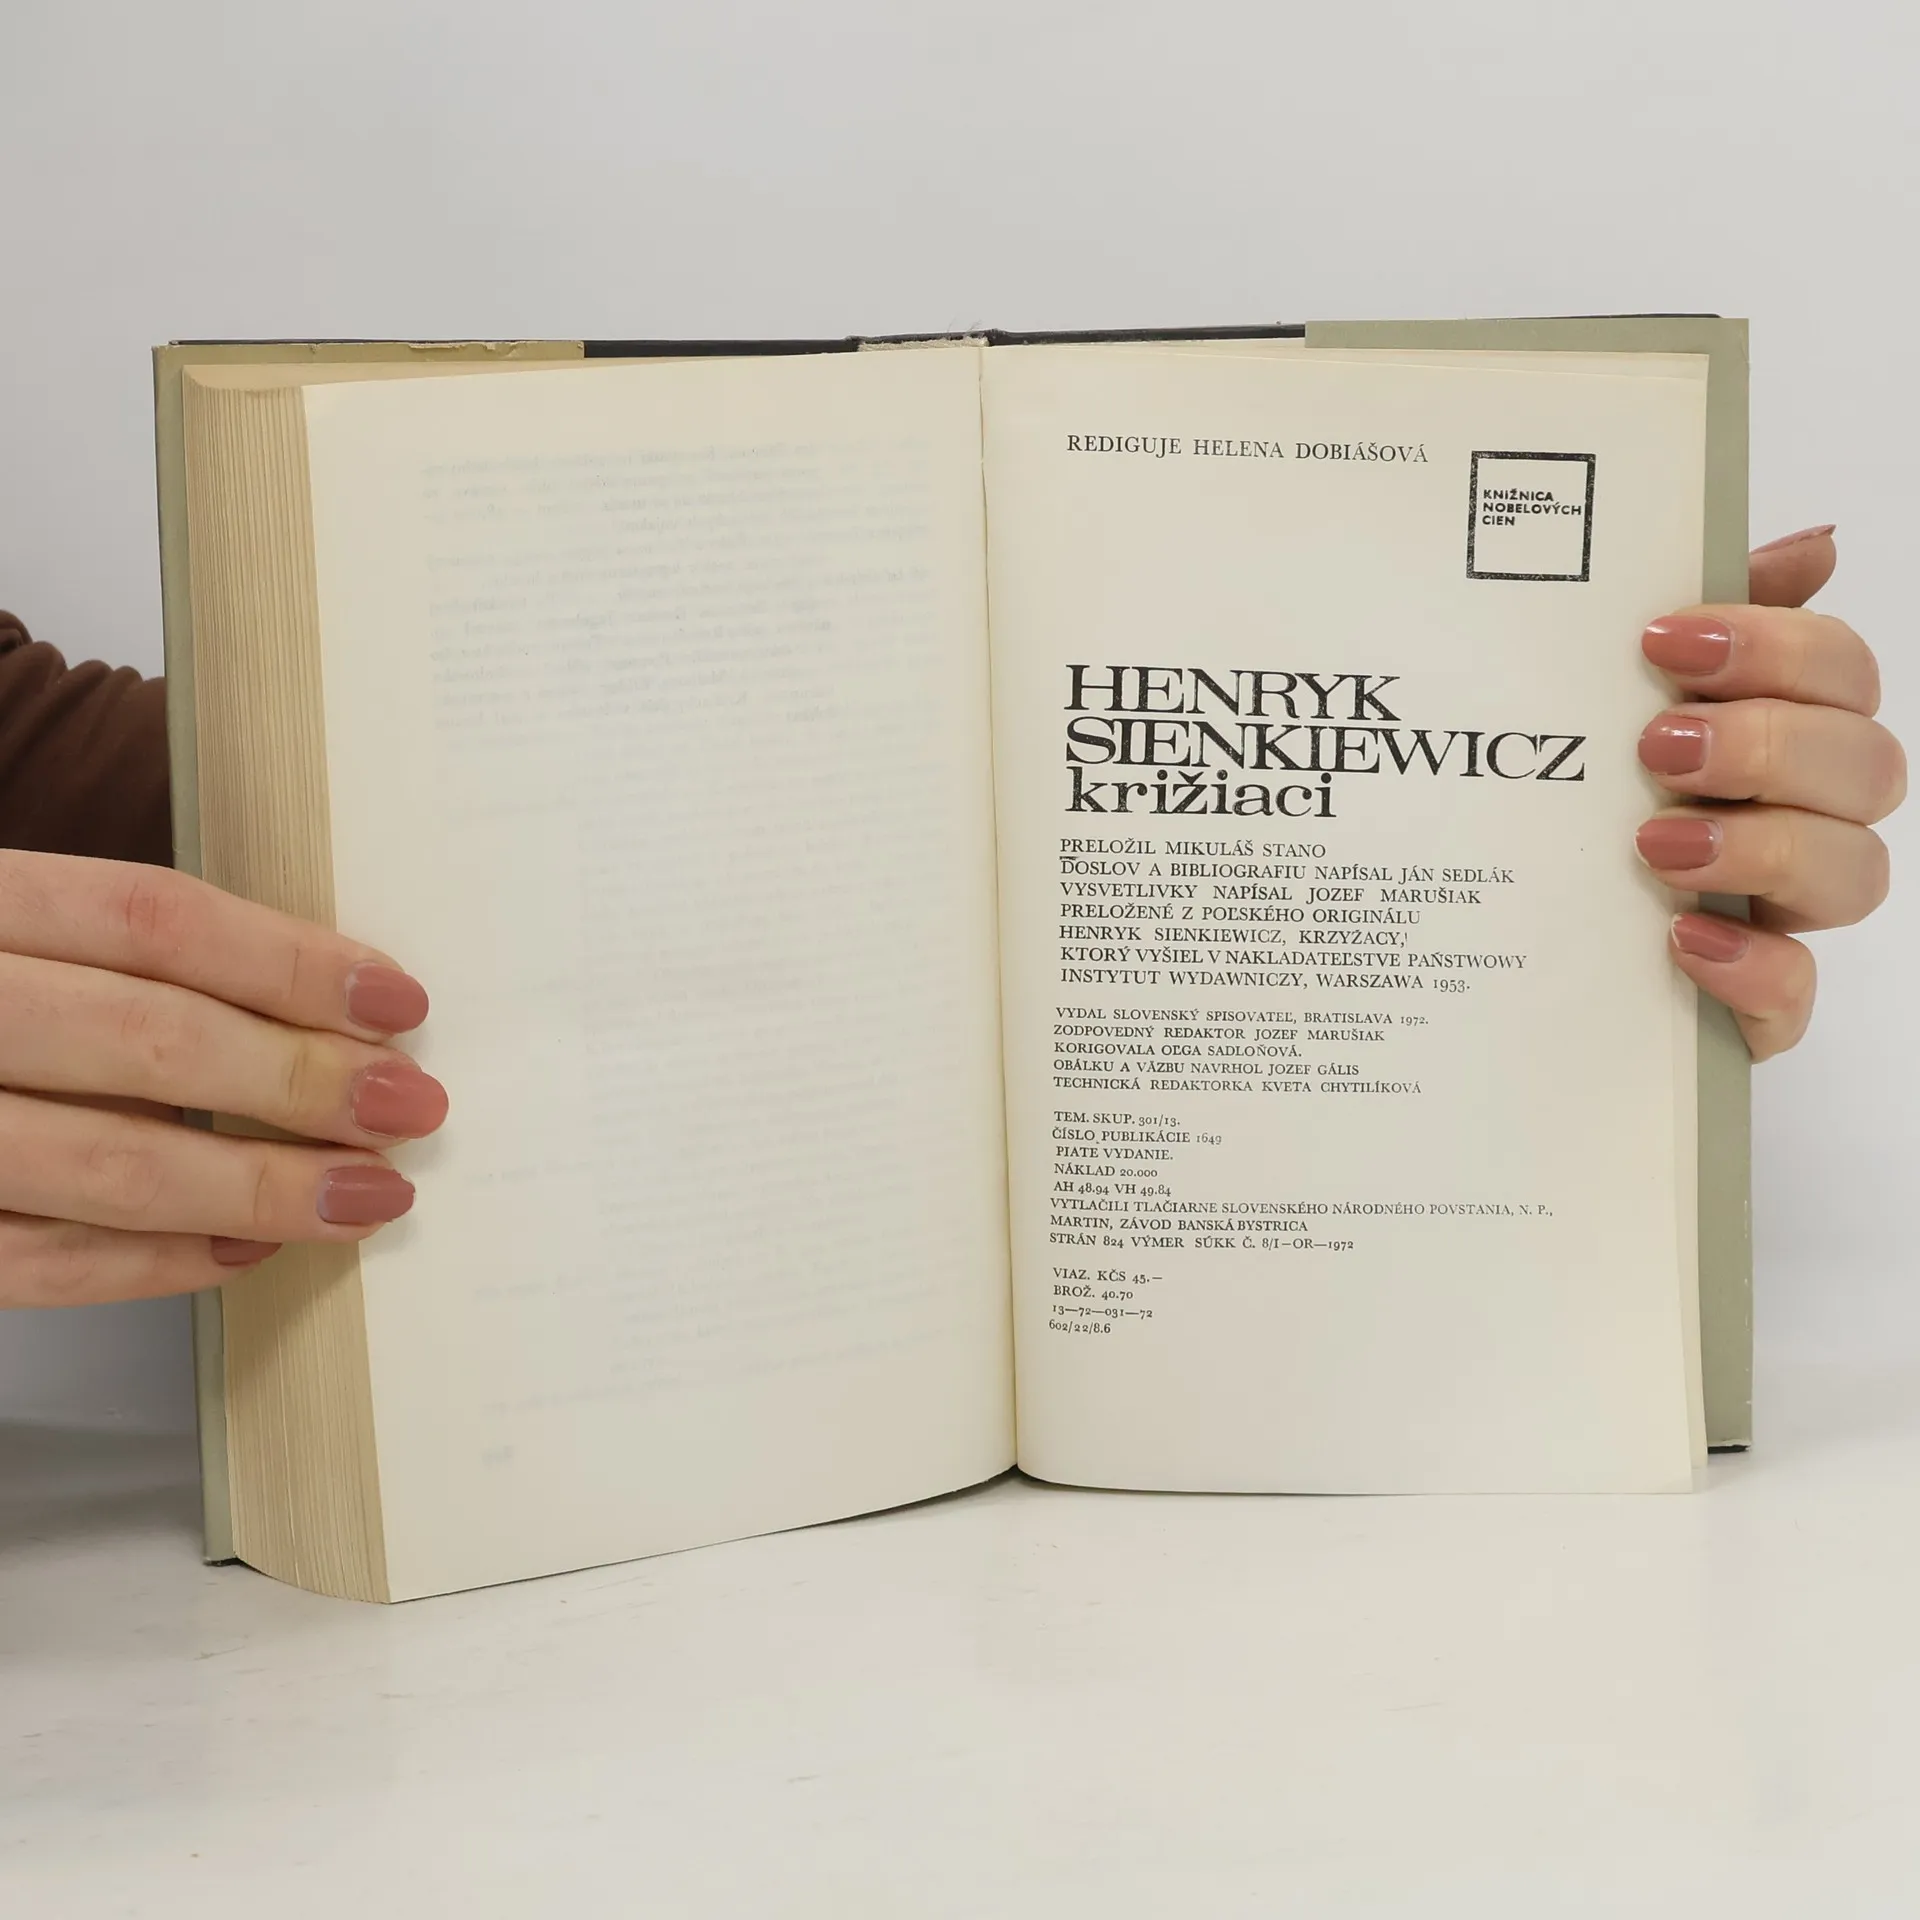 REDIGUJE HELENA DOBIÁŠOVÁ
KNIŽNICA
NOBELOVÝCH
CIEN
HENRYK
SIENKIEWICZ
križiaci
PRELOŽIL MIKULÁŠ STANO
DOSLOV A BIBLIOGRAFIU NAPÍSAL JÁN SEDLÁK
VYSVETLIVKY NAPÍSAL JOZEF MARUŠIAK
PRELOŽENÉ Z POĽSKÉHO ORIGINÁLU
HENRYK SIENKIEWICZ, KRZYŻACY,
KTORÝ VYŠIEL V NAKLADATEĽSTVE PAŃSTWOWY
INSTYTUT WYDAWNICZY, WARSZAWA 1953.
VYDAL SLOVENSKÝ SPISOVATEĽ, BRATISLAVA 1972.
ZODPOVEDNÝ REDAKTOR JOZEF MARUŠIAK
KORIGOVALA OĽGA SADLOŇOVÁ.
OBÁLKU A VÄZBU NAVRHOL JOZEF GÁLIS
TECHNICKÁ REDAKTORKA KVETA CHYTILÍKOVÁ
TEM. SKUP. 301/13.
ČÍSLO PUBLIKÁCIE 1649
PIATE VYDANIE.
NÁKLAD 20.000
AH 48.94 VH 49.84
VYTLAČILI TLAČIARNE SLOVENSKÉHO NÁRODNÉHO POVSTANIA, N. P.,
MARTIN, ZÁVOD BANSKÁ BYSTRICA
STRÁN 824 VÝMER SÚKK Č. 8/I–OR—1972
VIAZ. KČS 45.—
BROŽ. 40.70
13—72—031—72
602/22/8.6